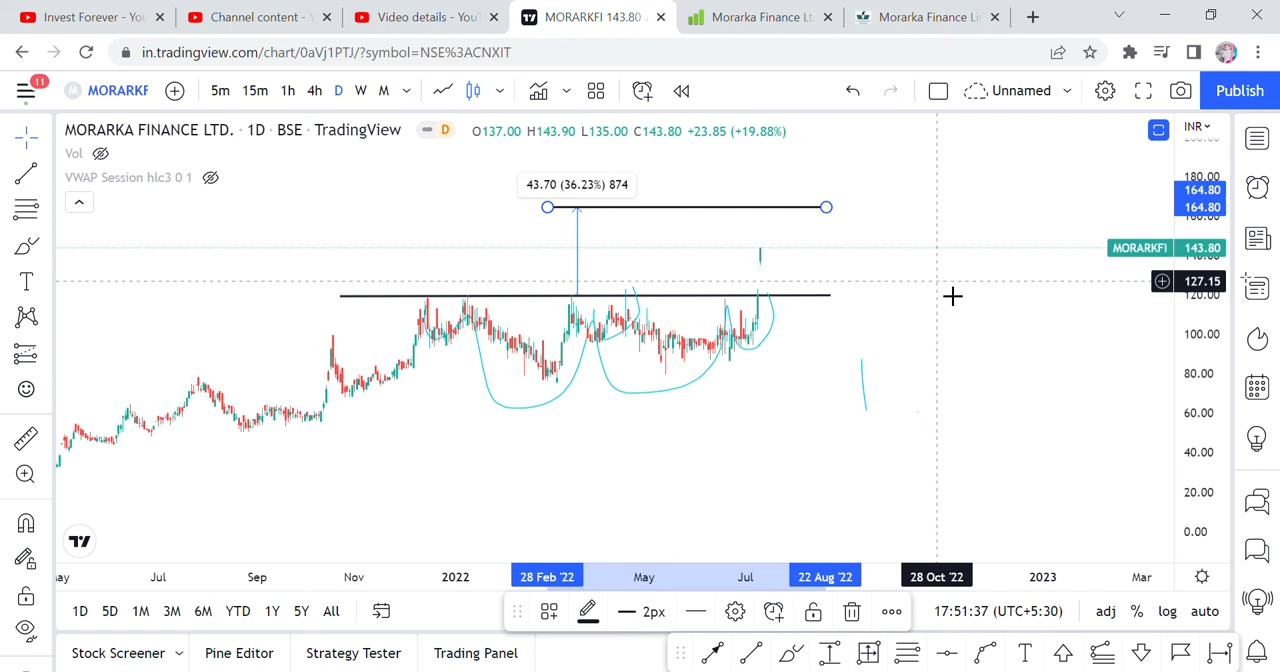 Invest Forever - You
Channel content - 
Video details - You
MORARKFI 143.80
Morarka Finance Lt
Morarka Finance Li
in.tradingview.com/chart/0aVj1PTJ/?symbol=NSE%3ACNXIT
11
M MORARKF 5m 15m 1h 4h D W M Unnamed Publish
MORARKA FINANCE LTD. · 1D · BSE · TradingView D O137.00 H143.90 L135.00 C143.80 +23.85 (+19.88%) INR
Vol
VWAP Session hlc3 0 1
180.00
43.70 (36.23%) 874
164.80
164.80
MORARKFI 143.80
127.15
120.00
100.00
80.00
60.00
40.00
20.00
0.00
Jul Sep Nov 2022 28 Feb '22 May Jul 22 Aug '22 28 Oct '22 2023 Mar
1D 5D 1M 3M 6M YTD 1Y 5Y All 2px 17:51:37 (UTC+5:30) adj % log auto
Stock Screener Pine Editor Strategy Tester Trading Panel